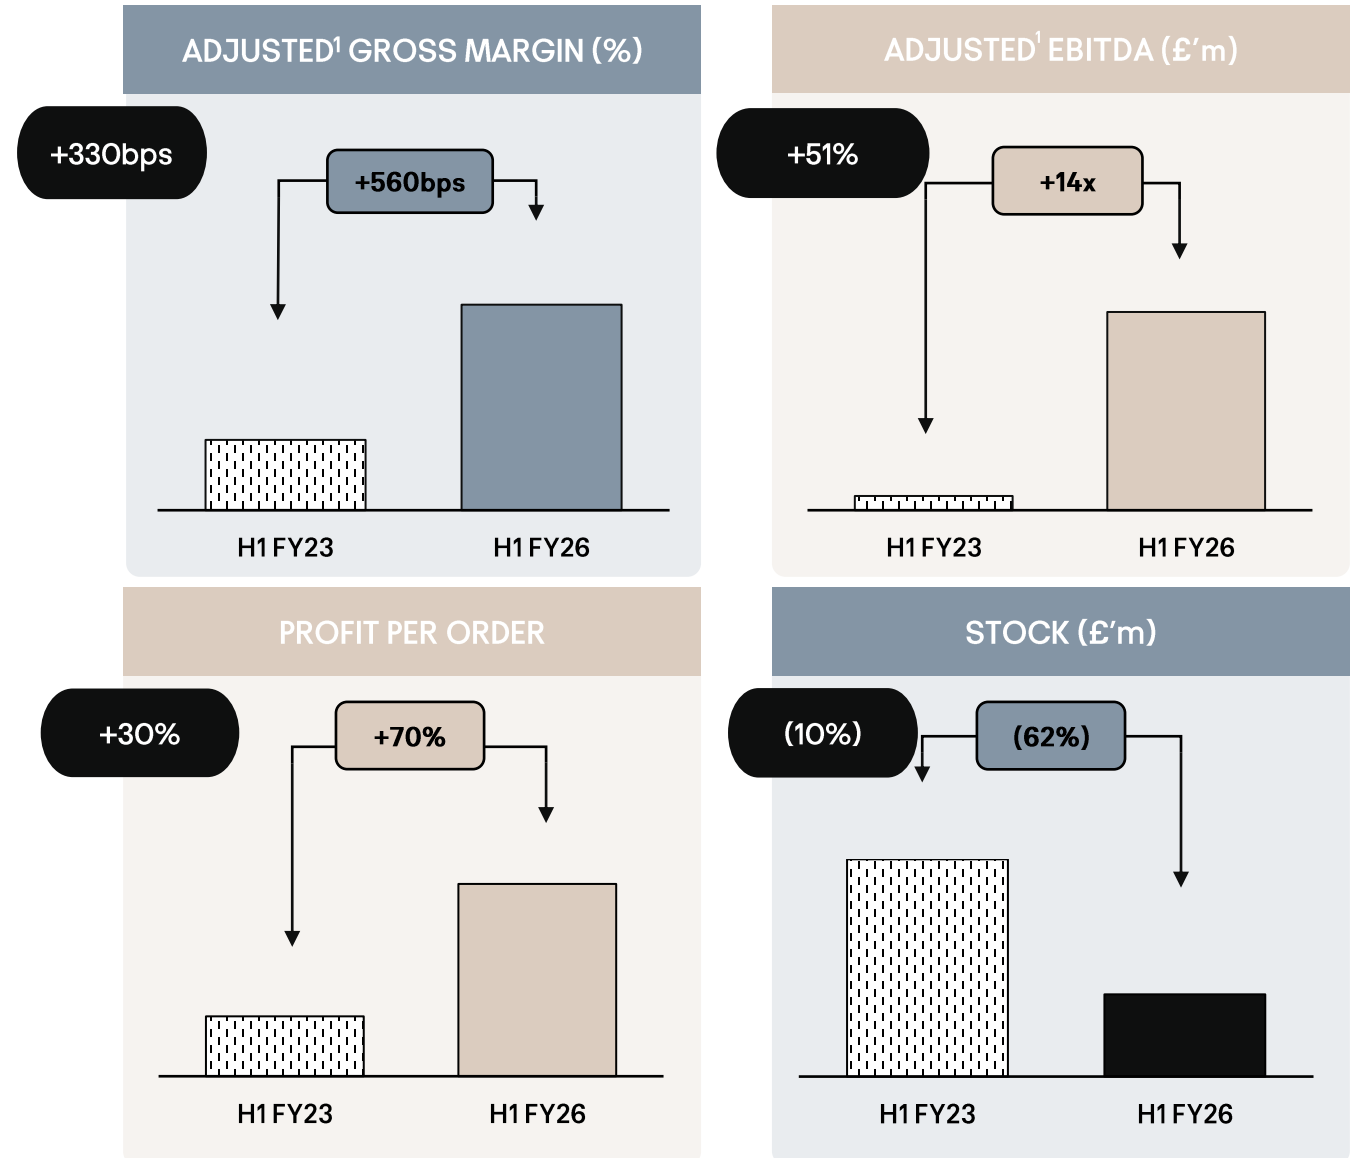 ADJUSTED¹ GROSS MARGIN (%)
+330bps
+560bps
H1 FY23
H1 FY26
ADJUSTED¹ EBITDA (£'m)
+51%
+14x
H1 FY23
H1 FY26
PROFIT PER ORDER
+30%
+70%
H1 FY23
H1 FY26
STOCK (£'m)
(10%)
(62%)
H1 FY23
H1 FY26